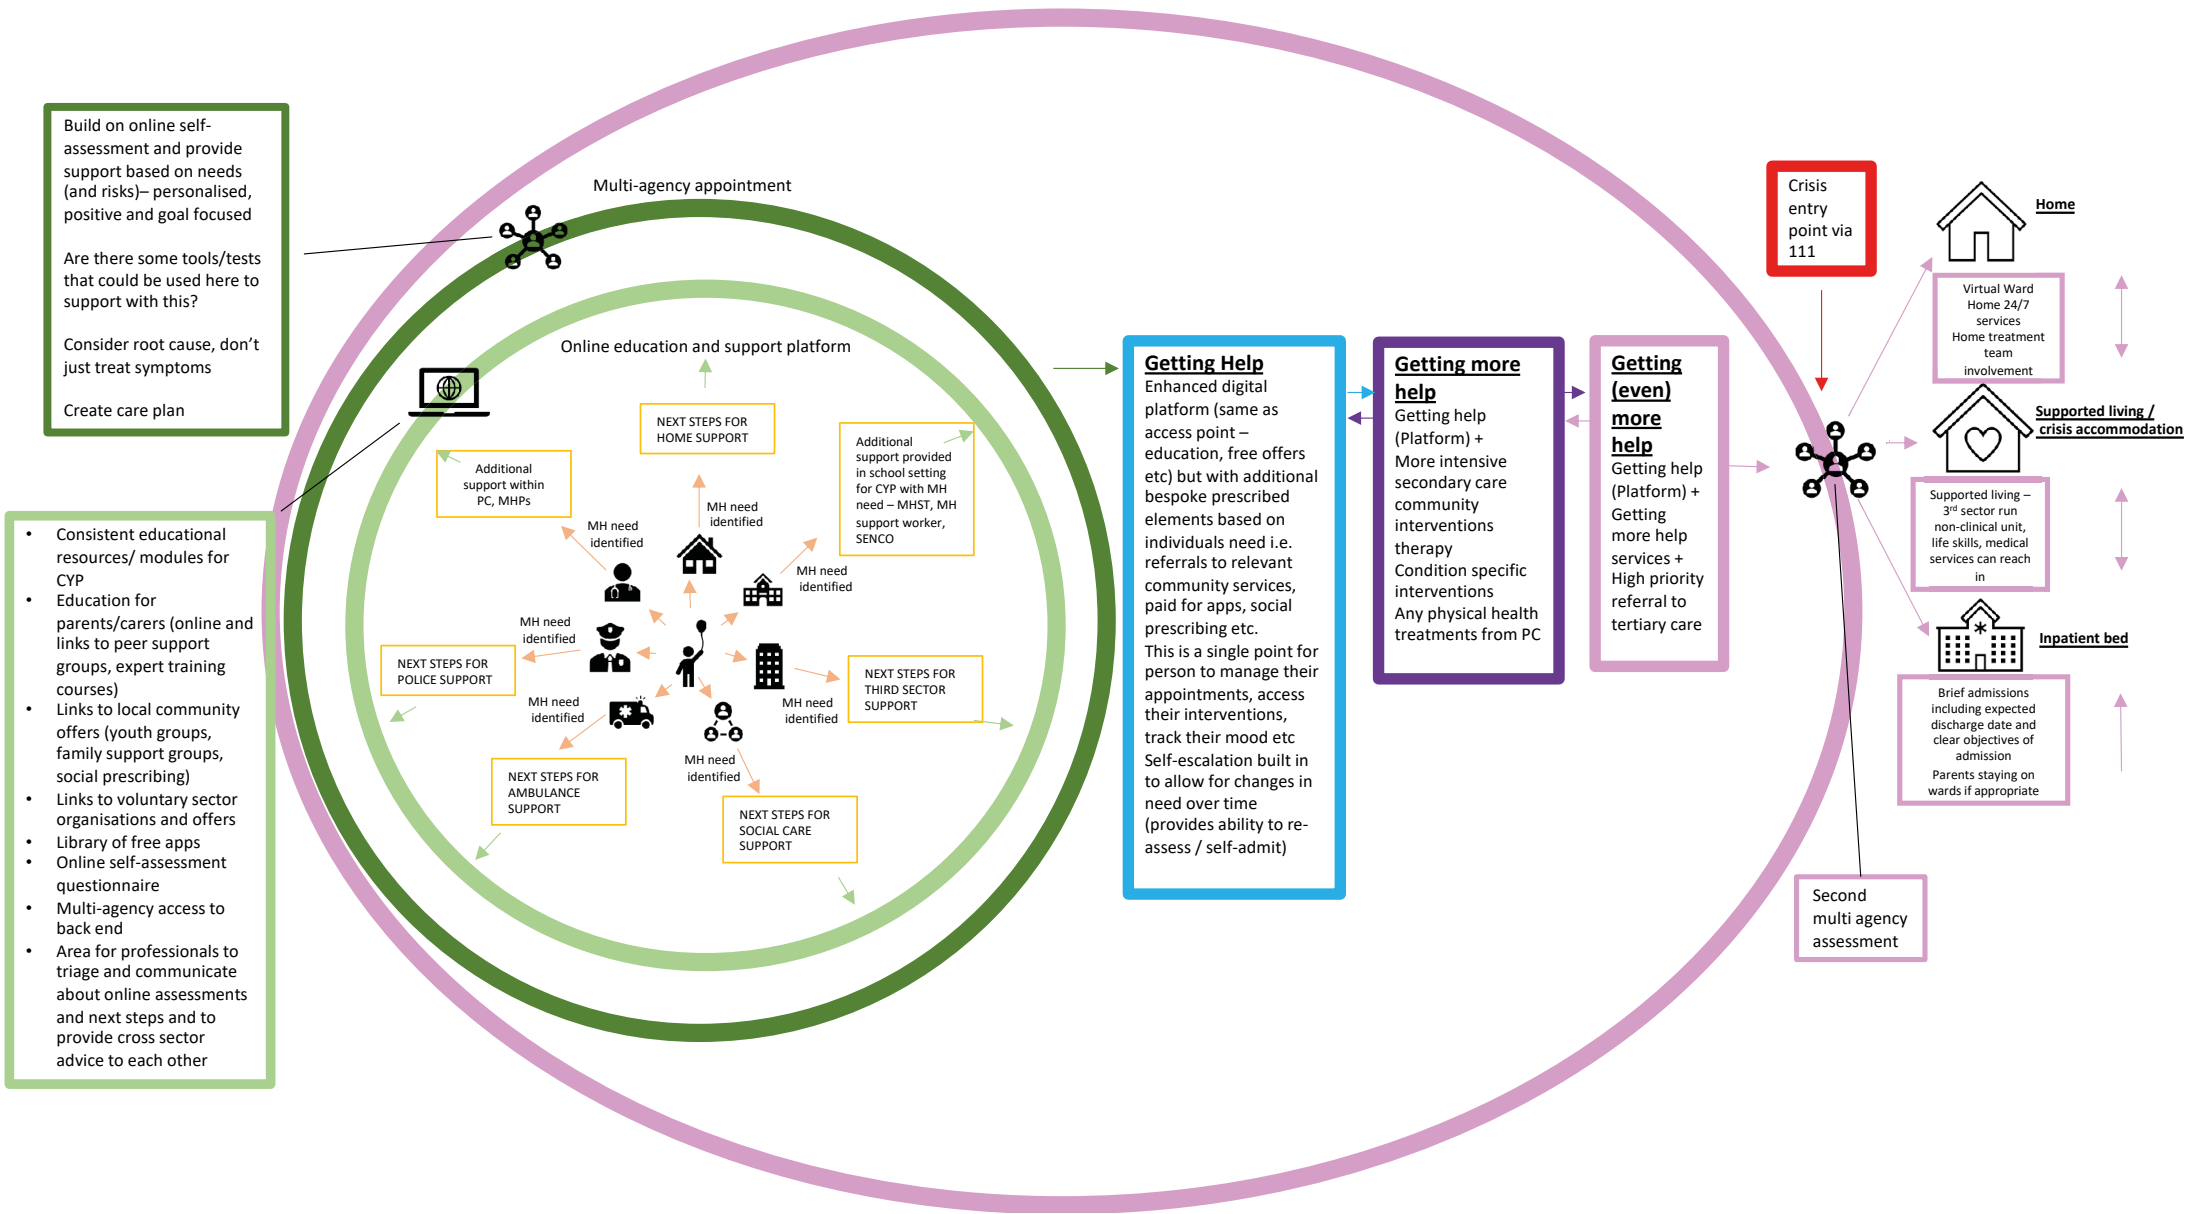 Build on online self-
assessment and provide
support based on needs
(and risks)– personalised,
positive and goal focused
Are there some tools/tests
that could be used here to
support with this?
Consider root cause, don’t
just treat symptoms
Create care plan
• Consistent educational
resources/ modules for
CYP
• Education for
parents/carers (online and
links to peer support
groups, expert training
courses)
• Links to local community
offers (youth groups,
family support groups,
social prescribing)
• Links to voluntary sector
organisations and offers
• Library of free apps
• Online self-assessment
questionnaire
• Multi-agency access to
back end
• Area for professionals to
triage and communicate
about online assessments
and next steps and to
provide cross sector
advice to each other
Multi-agency appointment
Online education and support platform
NEXT STEPS FOR
HOME SUPPORT
Additional
support within
PC, MHPs
Additional
support provided
in school setting
for CYP with MH
need – MHST, MH
support worker,
SENCO
MH need
identified
MH need
identified
MH need
identified
MH need
identified
NEXT STEPS FOR
POLICE SUPPORT
NEXT STEPS FOR
THIRD SECTOR
SUPPORT
MH need
identified
MH need
identified
MH need
identified
NEXT STEPS FOR
AMBULANCE
SUPPORT
NEXT STEPS FOR
SOCIAL CARE
SUPPORT
Getting Help
Enhanced digital
platform (same as
access point –
education, free offers
etc) but with additional
bespoke prescribed
elements based on
individuals need i.e.
referrals to relevant
community services,
paid for apps, social
prescribing etc.
This is a single point for
person to manage their
appointments, access
their interventions,
track their mood etc
Self-escalation built in
to allow for changes in
need over time
(provides ability to re-
assess / self-admit)
Getting more
help
Getting help
(Platform) +
More intensive
secondary care
community
interventions
therapy
Condition specific
interventions
Any physical health
treatments from PC
Getting
(even)
more
help
Getting help
(Platform) +
Getting
more help
services +
High priority
referral to
tertiary care
Crisis
entry
point via
111
Second
multi agency
assessment
Home
Virtual Ward
Home 24/7
services
Home treatment
team
involvement
Supported living /
crisis accommodation
Supported living –
3rd sector run
non-clinical unit,
life skills, medical
services can reach
in
Inpatient bed
Brief admissions
including expected
discharge date and
clear objectives of
admission
Parents staying on
wards if appropriate